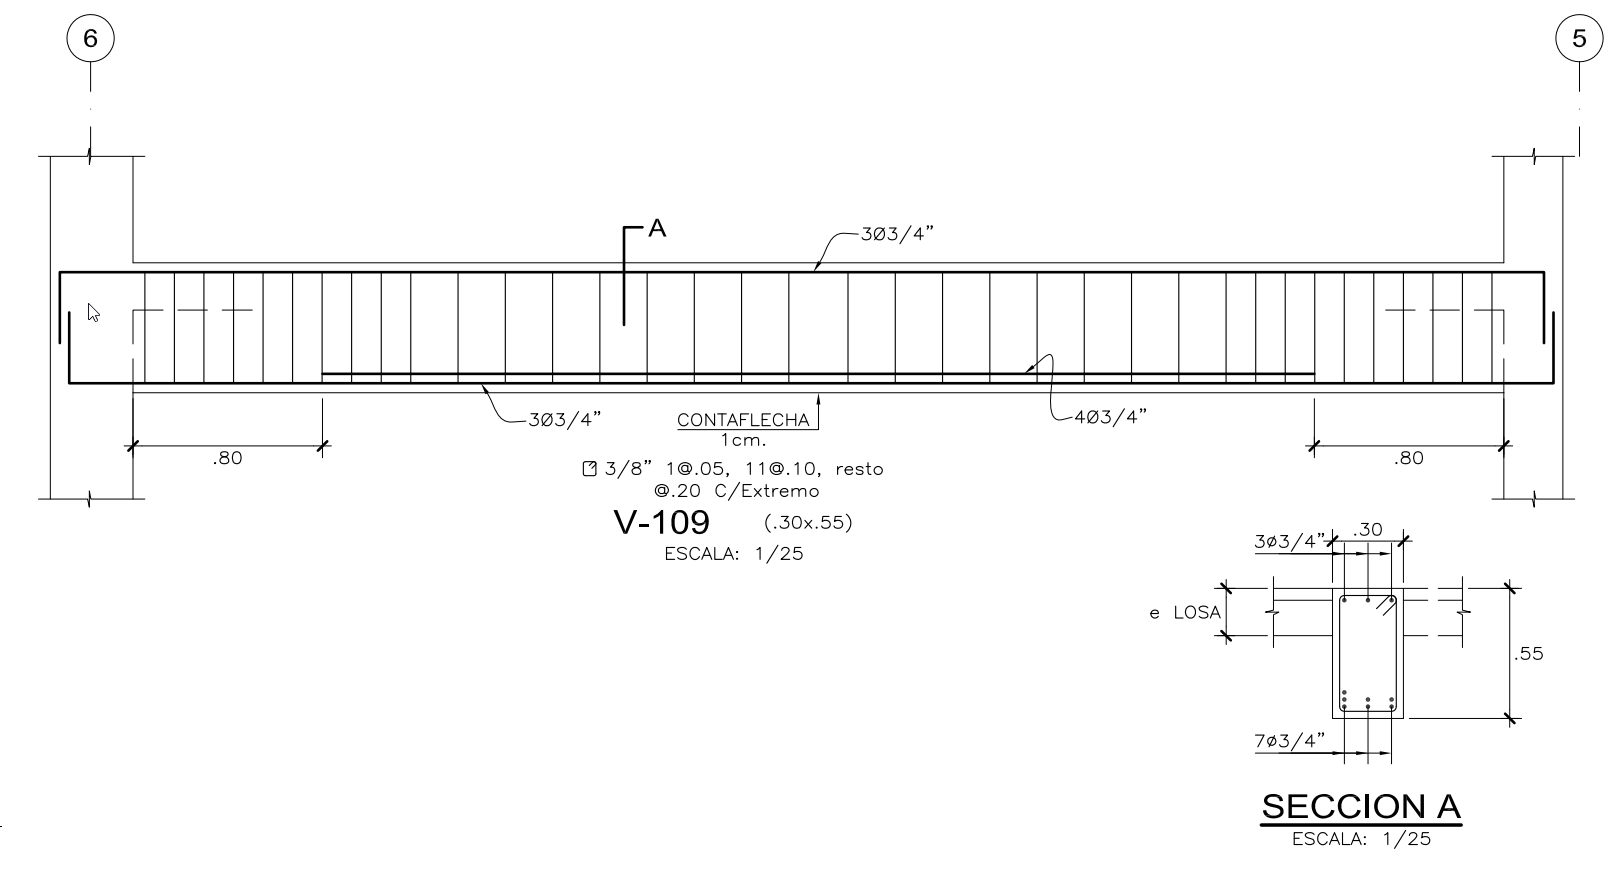 6
5
A
3Ø3/4”
3Ø3/4”
CONTAFLECHA
1cm.
4Ø3/4”
.80
.80
3/8” 1@.05, 11@.10, resto
@.20 C/Extremo
V-109 (.30x.55)
ESCALA: 1/25
3ø3/4”
.30
e LOSA
.55
7ø3/4”
SECCION A
ESCALA: 1/25